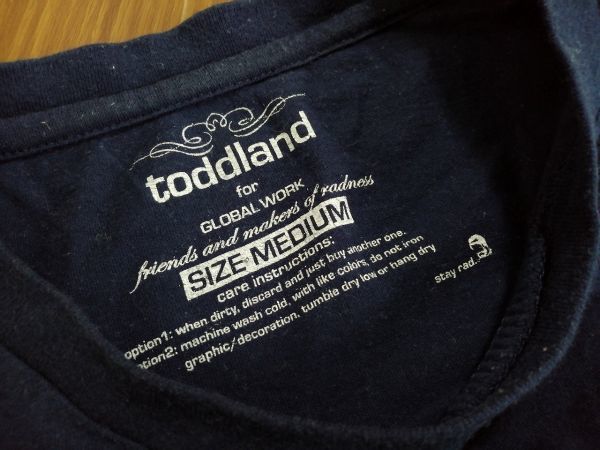 toddland
for
GLOBAL WORK
friends and makers of radness
SIZE MEDIUM
care instructions:
option1: when dirty, discard and just buy another one.
option2: machine wash cold, with like colors, do not iron
graphic/decoration, tumble dry low or hang dry
stay rad.